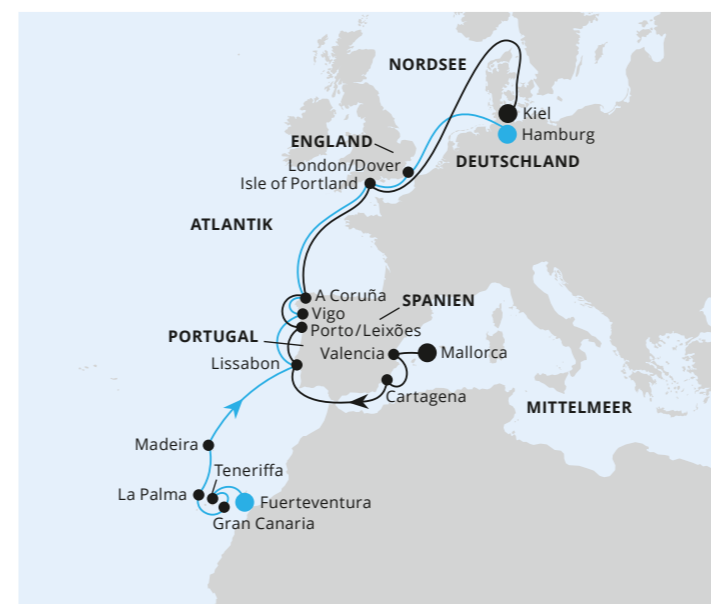 NORDSEE
Kiel
Hamburg
ENGLAND
London/Dover
DEUTSCHLAND
Isle of Portland
ATLANTIK
A Coruña
SPANIEN
Vigo
Porto/Leixões
PORTUGAL
Valencia
Mallorca
Lissabon
Cartagena
MITTELMEER
Madeira
Teneriffa
La Palma
Fuerteventura
Gran Canaria